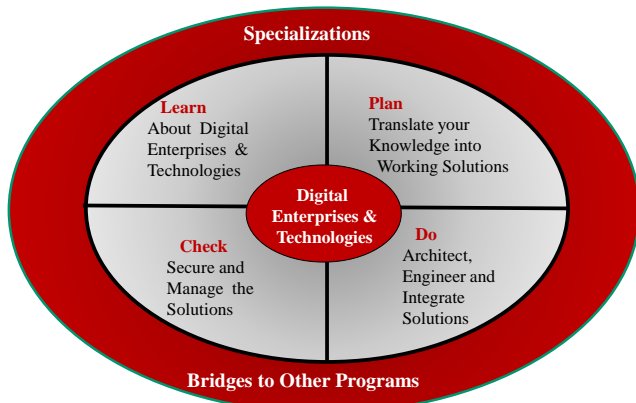 Specializations
Learn
About Digital
Enterprises &
Technologies
Plan
Translate your
Knowledge into
Working Solutions
Digital
Enterprises &
Technologies
Check
Secure and
Manage the
Solutions
Do
Architect,
Engineer and
Integrate
Solutions
Bridges to Other Programs